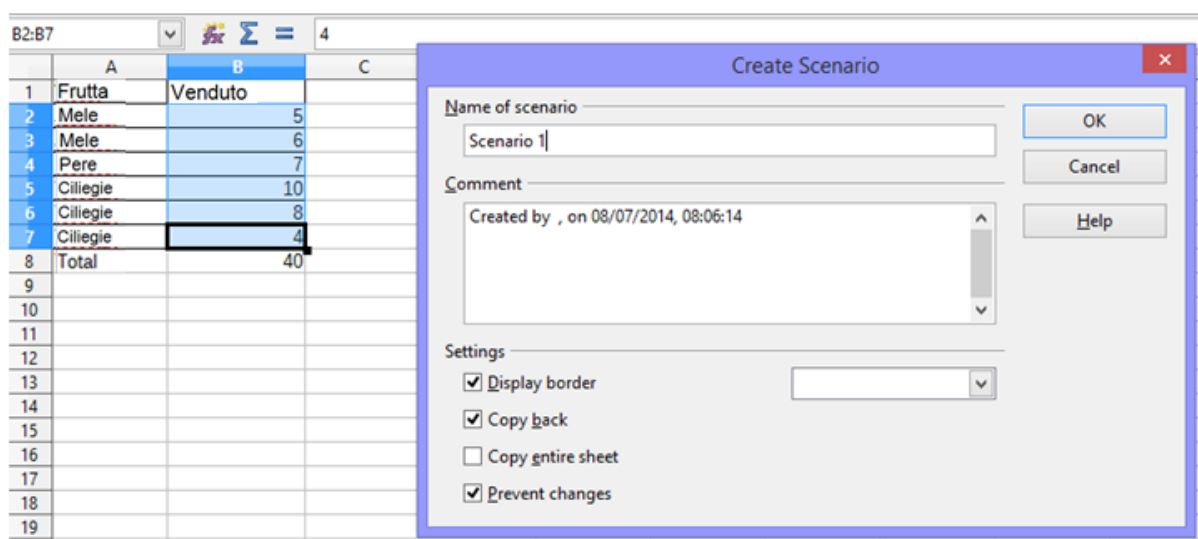 B2:B7 4
A B C
1 Frutta Venduto
2 Mele 5
3 Mele 6
4 Pere 7
5 Ciliegie 10
6 Ciliegie 8
7 Ciliegie 4
8 Total 40
9
10
11
12
13
14
15
16
17
18
19
Create Scenario
Name of scenario
Scenario 1
Comment
Created by , on 08/07/2014, 08:06:14
Settings
Display border
Copy back
Copy entire sheet
Prevent changes
OK
Cancel
Help